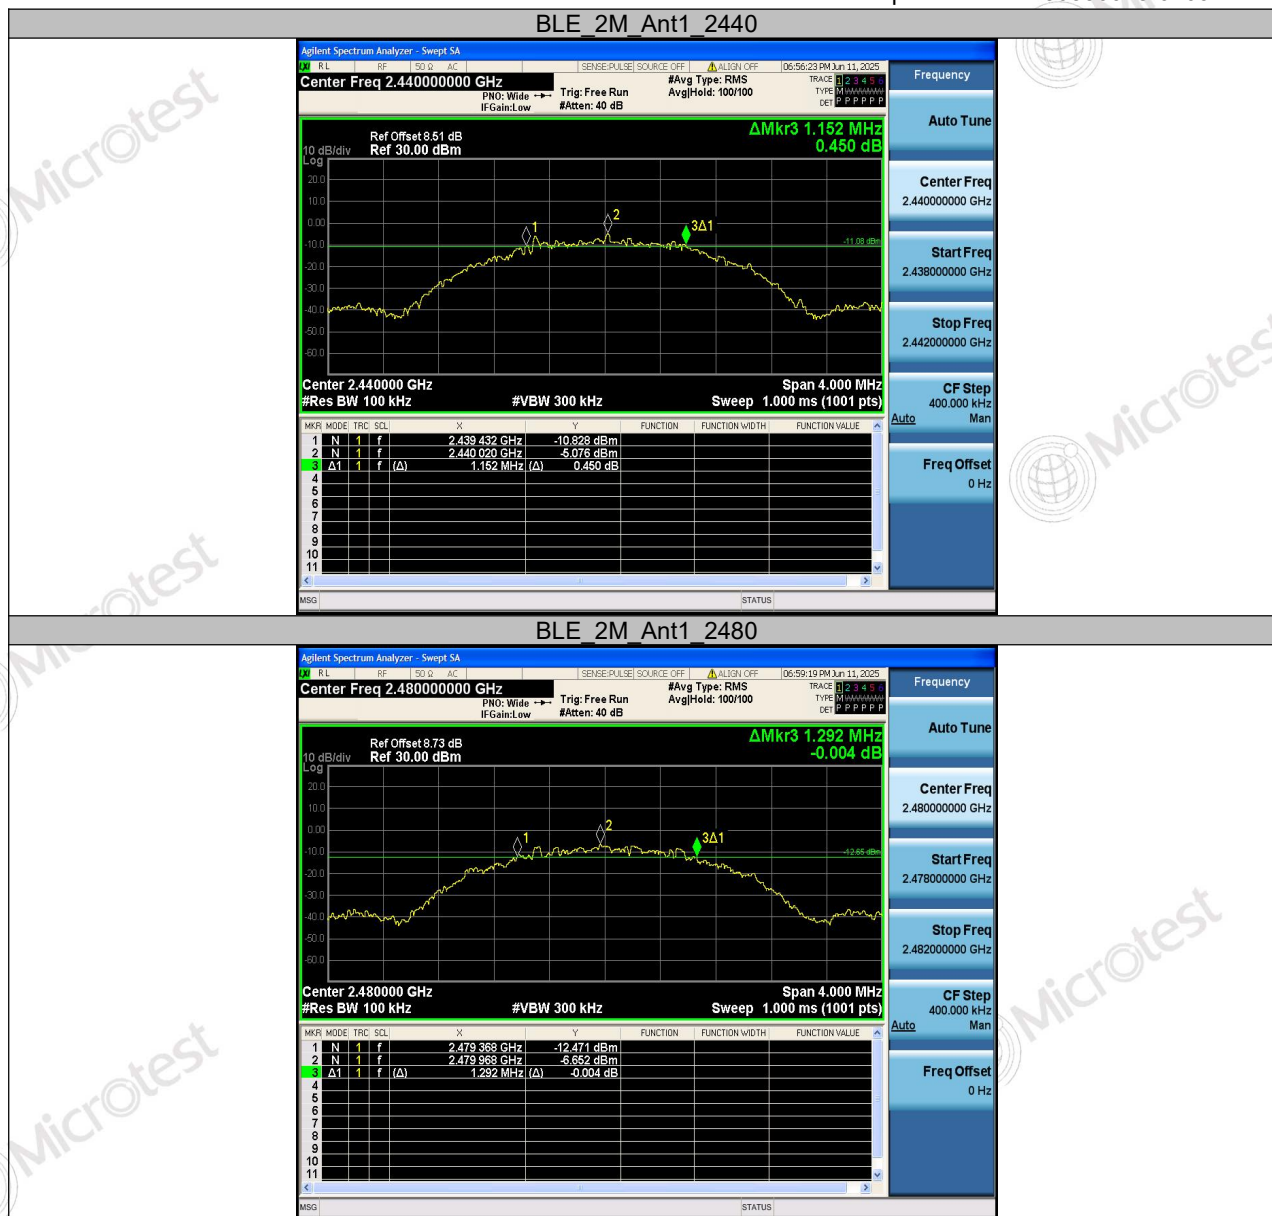 BLE_2M_Ant1_2440
Agilent Spectrum Analyzer - Swept SA
LXI RL RF 50 Ω AC SENSE:PULSE SOURCE OFF ALIGN OFF 06:56:23 PM Jun 11, 2025
Center Freq 2.440000000 GHz #Avg Type: RMS TRACE 1 2 3 4 5 6
PNO: Wide Trig: Free Run Avg|Hold: 100/100 TYPE M WWWWW
IFGain:Low #Atten: 40 dB DET P P P P P P
Frequency
Auto Tune
Center Freq
2.440000000 GHz
Start Freq
2.438000000 GHz
Stop Freq
2.442000000 GHz
CF Step
400.000 kHz
Auto Man
Freq Offset
0 Hz
ΔMkr3 1.152 MHz
0.450 dB
Ref Offset 8.51 dB
10 dB/div Ref 30.00 dBm
Log
20.0
10.0
0.00
-10.0
-20.0
-30.0
-40.0
-50.0
-60.0
1
2
3Δ1
-11.08 dBm
Center 2.440000 GHz Span 4.000 MHz
#Res BW 100 kHz #VBW 300 kHz Sweep 1.000 ms (1001 pts)
MKR MODE TRC SCL X Y FUNCTION FUNCTION WIDTH FUNCTION VALUE
1 N 1 f 2.439 432 GHz -10.828 dBm
2 N 1 f 2.440 020 GHz -5.076 dBm
3 Δ1 1 f (Δ) 1.152 MHz (Δ) 0.450 dB
4
5
6
7
8
9
10
11
MSG STATUS
BLE_2M_Ant1_2480
Agilent Spectrum Analyzer - Swept SA
LXI RL RF 50 Ω AC SENSE:PULSE SOURCE OFF ALIGN OFF 06:59:19 PM Jun 11, 2025
Center Freq 2.480000000 GHz #Avg Type: RMS TRACE 1 2 3 4 5 6
PNO: Wide Trig: Free Run Avg|Hold: 100/100 TYPE M WWWWW
IFGain:Low #Atten: 40 dB DET P P P P P P
Frequency
Auto Tune
Center Freq
2.480000000 GHz
Start Freq
2.478000000 GHz
Stop Freq
2.482000000 GHz
CF Step
400.000 kHz
Auto Man
Freq Offset
0 Hz
ΔMkr3 1.292 MHz
-0.004 dB
Ref Offset 8.73 dB
10 dB/div Ref 30.00 dBm
Log
20.0
10.0
0.00
-10.0
-20.0
-30.0
-40.0
-50.0
-60.0
1
2
3Δ1
-12.65 dBm
Center 2.480000 GHz Span 4.000 MHz
#Res BW 100 kHz #VBW 300 kHz Sweep 1.000 ms (1001 pts)
MKR MODE TRC SCL X Y FUNCTION FUNCTION WIDTH FUNCTION VALUE
1 N 1 f 2.479 368 GHz -12.471 dBm
2 N 1 f 2.479 968 GHz -6.652 dBm
3 Δ1 1 f (Δ) 1.292 MHz (Δ) -0.004 dB
4
5
6
7
8
9
10
11
MSG STATUS
Microtest
Microtest
Microtest
Microtest
Microtest